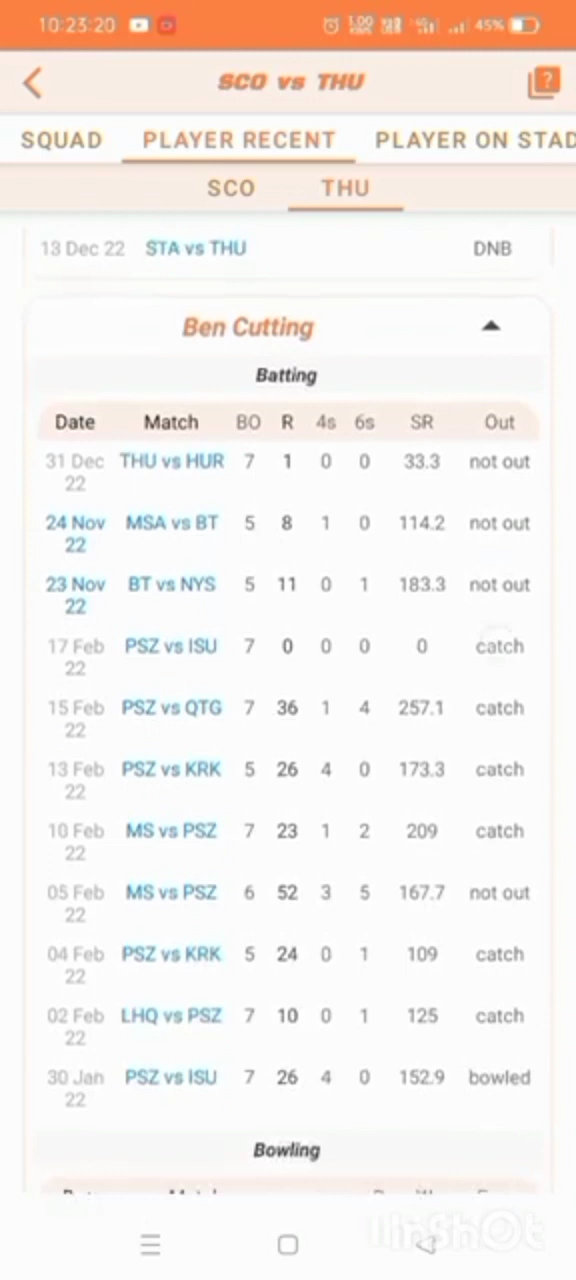 10:23:20 45%
SCO vs THU
SQUAD PLAYER RECENT PLAYER ON STAD
SCO THU
13 Dec 22 STA vs THU DNB
Ben Cutting
Batting
Date Match BO R 4s 6s SR Out
31 Dec 22 THU vs HUR 7 1 0 0 33.3 not out
24 Nov 22 MSA vs BT 5 8 1 0 114.2 not out
23 Nov 22 BT vs NYS 5 11 0 1 183.3 not out
17 Feb 22 PSZ vs ISU 7 0 0 0 0 catch
15 Feb 22 PSZ vs QTG 7 36 1 4 257.1 catch
13 Feb 22 PSZ vs KRK 5 26 4 0 173.3 catch
10 Feb 22 MS vs PSZ 7 23 1 2 209 catch
05 Feb 22 MS vs PSZ 6 52 3 5 167.7 not out
04 Feb 22 PSZ vs KRK 5 24 0 1 109 catch
02 Feb 22 LHQ vs PSZ 7 10 0 1 125 catch
30 Jan 22 PSZ vs ISU 7 26 4 0 152.9 bowled
Bowling
InShOt